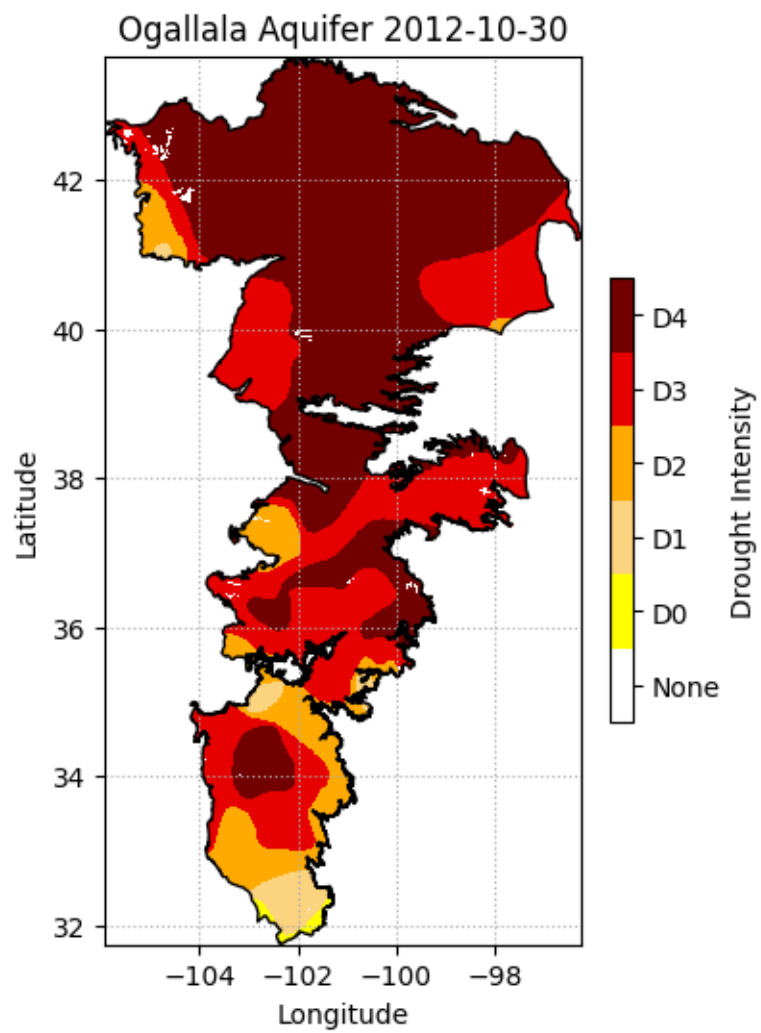 Ogallala Aquifer 2012-10-30
42
40
38
36
34
32
Latitude
−104
−102
−100
−98
Longitude
D4
D3
D2
D1
D0
None
Drought Intensity